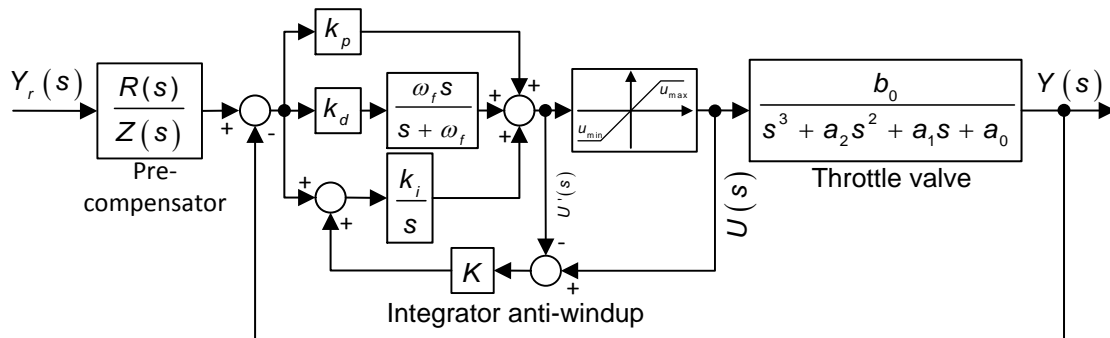 k_p
Y_r(s)
R(s)
Z(s)
+
-
k_d
ω_f s
s + ω_f
+
+
+
u_max
u_min
b_0
s^3 + a_2 s^2 + a_1 s + a_0
Y(s)
Pre-
compensator
Throttle valve
+
+
k_i
s
U'(s)
U(s)
-
+
K
Integrator anti-windup